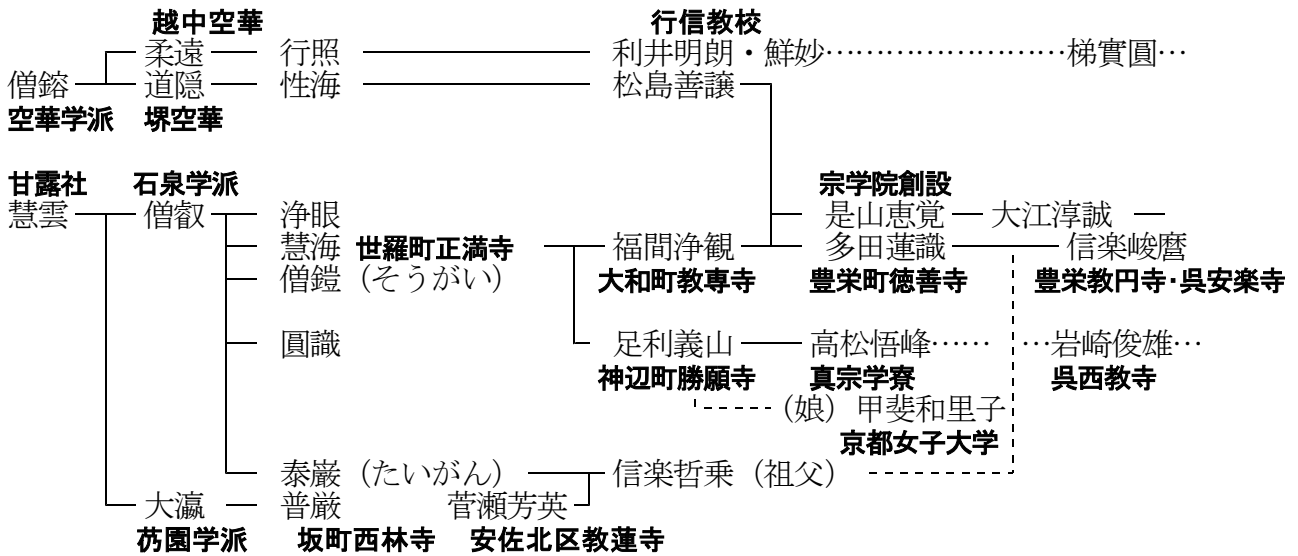 越中空華 行信教校
柔遠 行照 利井明朗・鮮妙……………………梯實圓…
僧鎔 道隠 性海 松島善譲
空華学派 堺空華
甘露社 石泉学派 宗学院創設
慧雲 僧叡 浄眼 是山恵覚 大江淳誠
慧海 世羅町正満寺 福間浄観 多田蓮識 信楽峻麿
僧鎧（そうがい） 大和町教専寺 豊栄町徳善寺 豊栄教円寺・呉安楽寺
圓識 足利義山 高松悟峰…… …岩崎俊雄…
神辺町勝願寺 真宗学寮 呉西教寺
（娘）甲斐和里子
京都女子大学
泰巌（たいがん） 信楽哲乗（祖父）
大瀛 普厳 菅瀬芳英
芿園学派 坂町西林寺 安佐北区教蓮寺